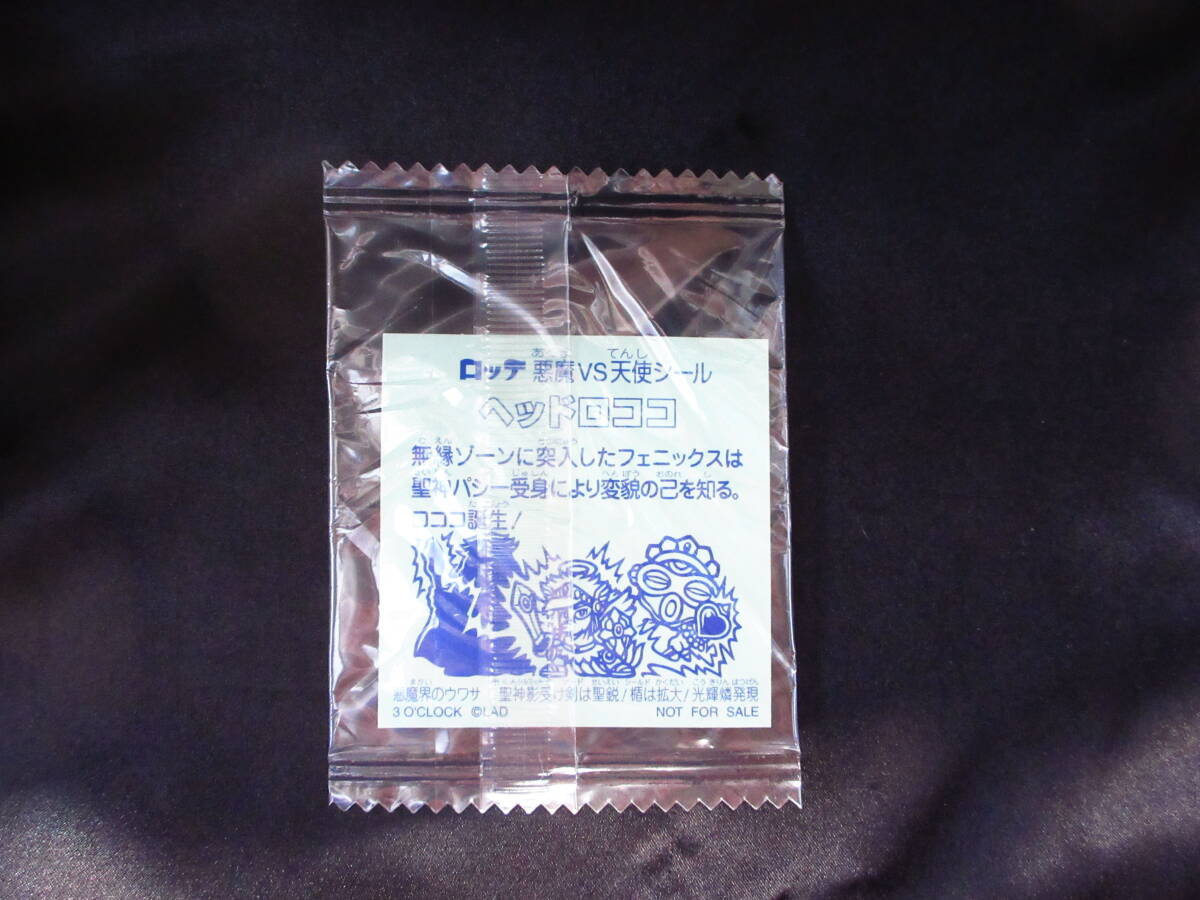 ロッテ 悪魔VS天使シール
ヘッドロココ
無縁ゾーンに突入したフェニックスは
聖神パシー受身により変貌の己を知る。
コココ誕生!
悪魔界のウワサ 聖神影受け剣は聖鋭!楯は拡大!光輝燐発現
3 O'CLOCK ©LAD NOT FOR SALE